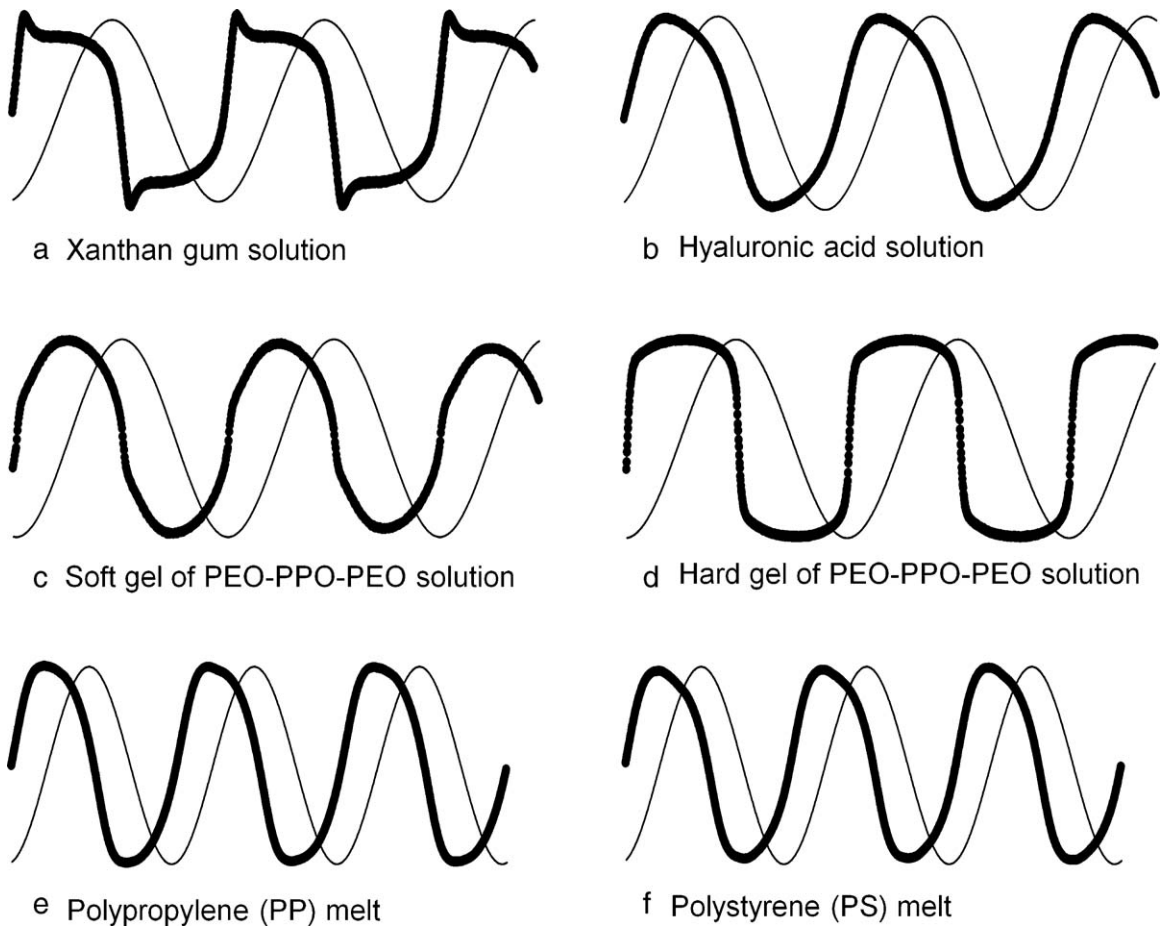 a Xanthan gum solution
b Hyaluronic acid solution
c Soft gel of PEO-PPO-PEO solution
d Hard gel of PEO-PPO-PEO solution
e Polypropylene (PP) melt
f Polystyrene (PS) melt